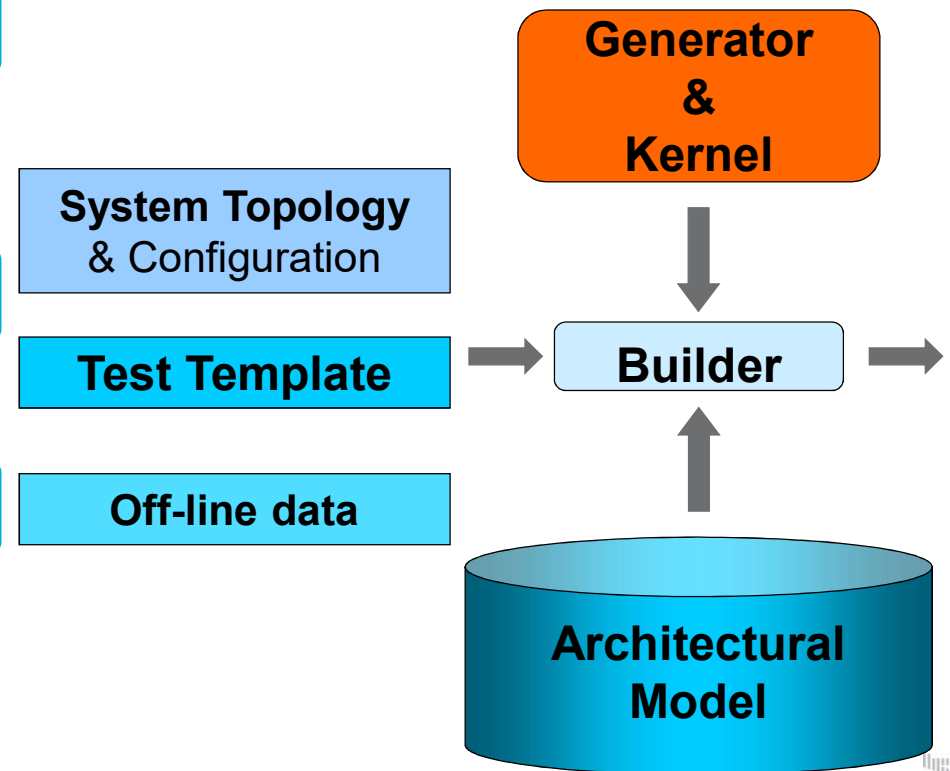 Generator
&
Kernel
System Topology
& Configuration
Test Template
Builder
Off-line data
Architectural
Model